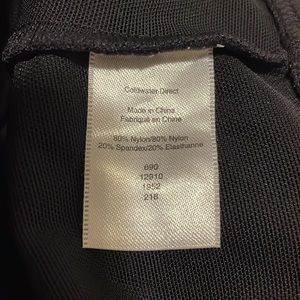 Coldwater Direct
Made in China
Fabriqué en Chine
80% Nylon/80% Nylon
20% Spandex/20% Elasthanne
690
12910
1952
216